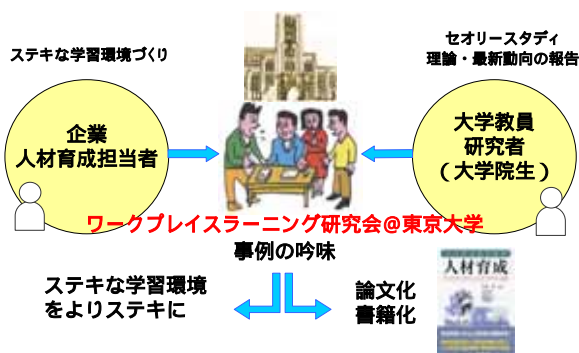 ステキな学習環境づくり
セオリースタディ
理論・最新動向の報告
企業
人材育成担当者
大学教員
研究者
(大学院生)
ワークプレイスラーニング研究会@東京大学
事例の吟味
ステキな学習環境
をよりステキに
論文化
書籍化
人材育成